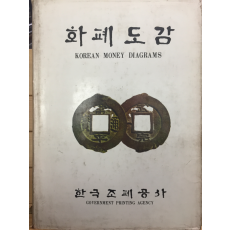 화폐도감
KOREAN MONEY DIAGRAMS
한국조폐공사
GOVERNMENT PRINTING AGENCY